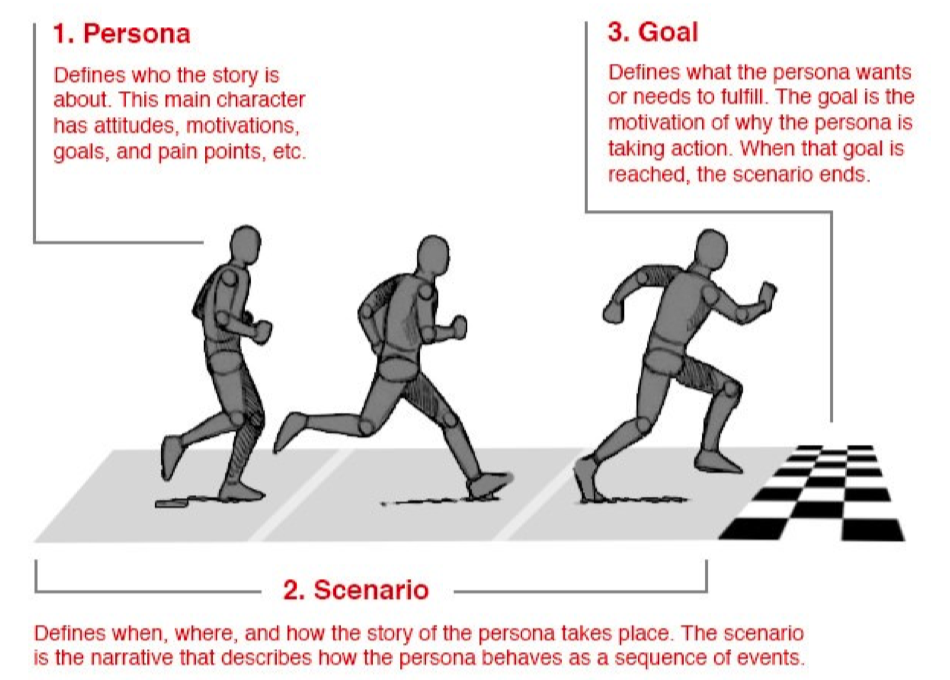 1. Persona
Defines who the story is
about. This main character
has attitudes, motivations,
goals, and pain points, etc.
3. Goal
Defines what the persona wants
or needs to fulfill. The goal is the
motivation of why the persona is
taking action. When that goal is
reached, the scenario ends.
2. Scenario
Defines when, where, and how the story of the persona takes place. The scenario
is the narrative that describes how the persona behaves as a sequence of events.